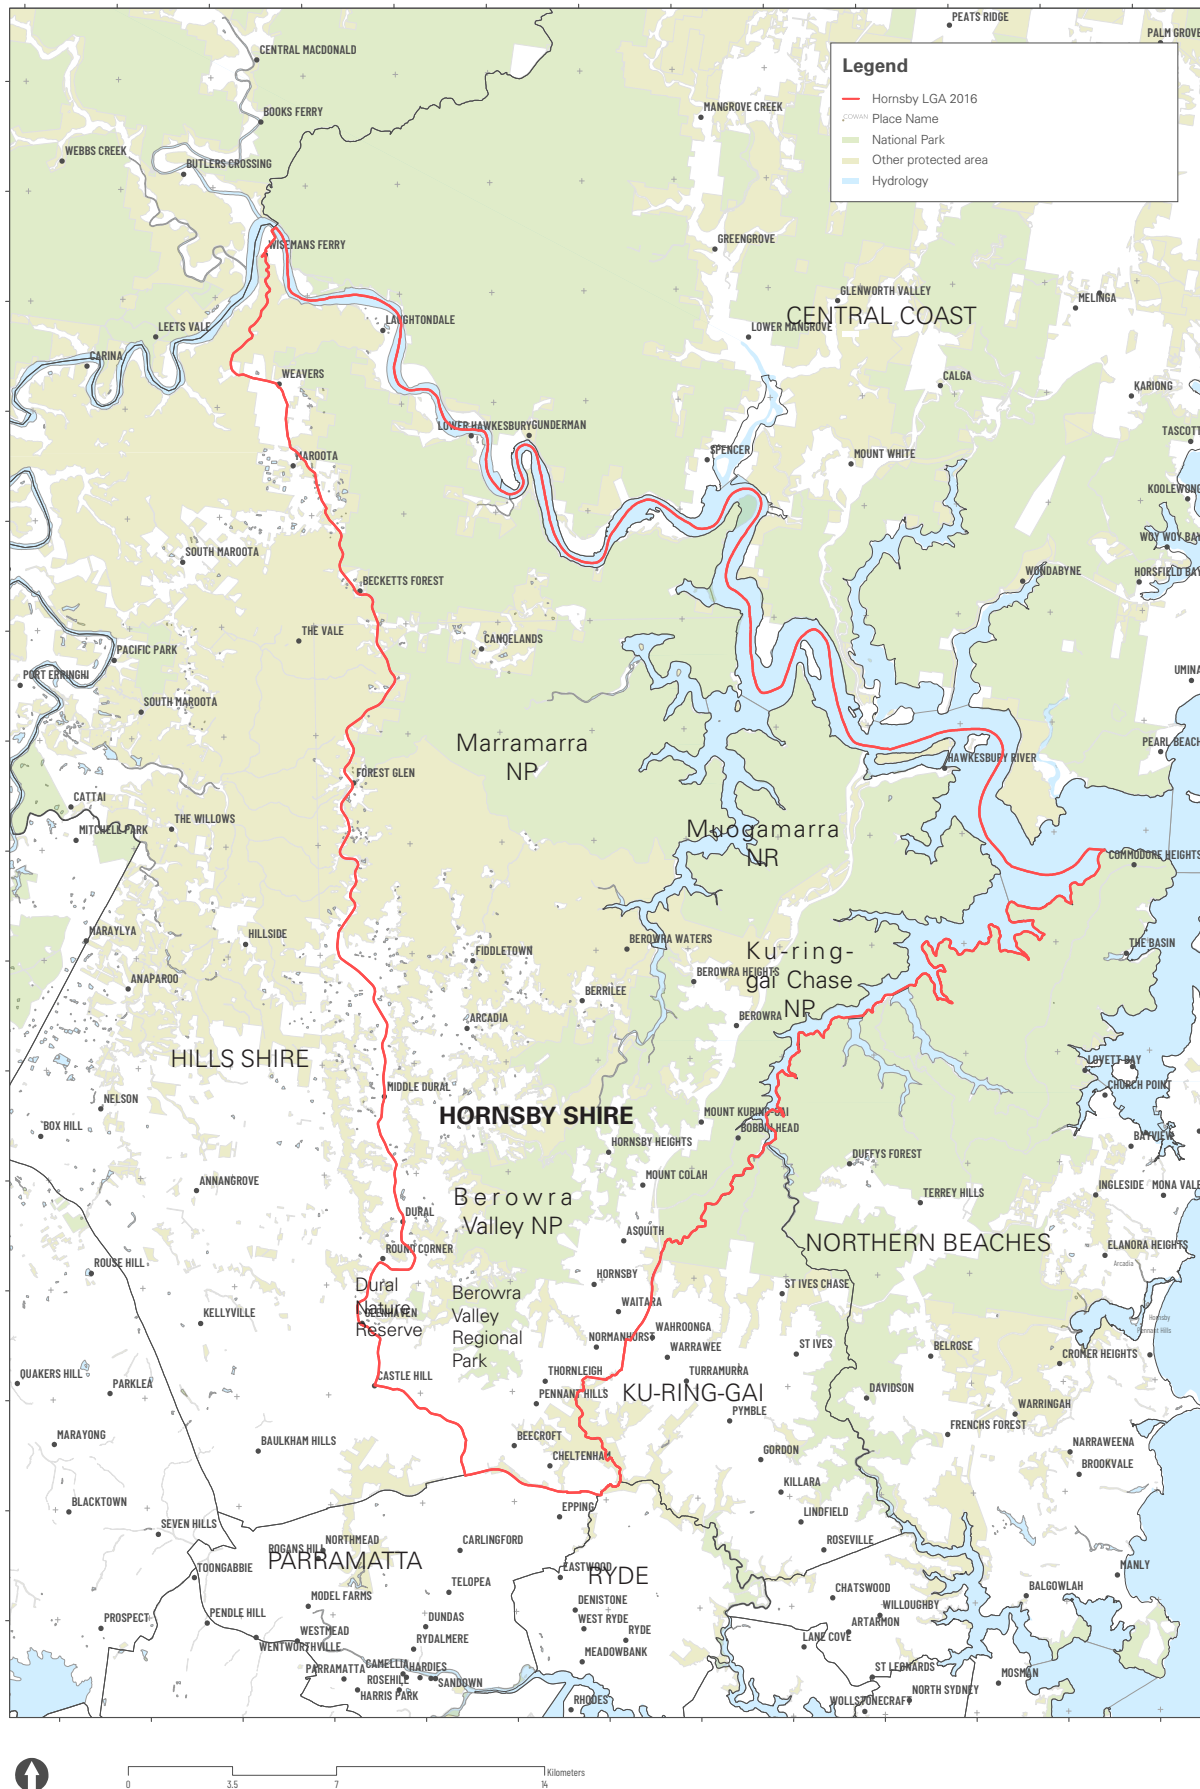 PEATS RIDGE
PALM GROVE
CENTRAL MACDONALD
Legend
Hornsby LGA 2016
COWAN Place Name
National Park
Other protected area
Hydrology
MANGROVE CREEK
BOOKS FERRY
WEBBS CREEK
BUTLERS CROSSING
WISEMANS FERRY
GREENGROVE
GLENWORTH VALLEY
MELINGA
CENTRAL COAST
LAUGHTONDALE
LOWER MANGROVE
LEETS VALE
CARINA
WEAVERS
CALGA
KARIONG
LOWER HAWKESBURY
GUNDERMAN
TASCOTT
SPENCER
MOUNT WHITE
MAROOTA
KOOLEWONG
WOY WOY BAY
SOUTH MAROOTA
BECKETTS FOREST
WONDABYNE
HORSFIELD BAY
THE VALE
CANOELANDS
PACIFIC PARK
PORT ERRINGHI
UMINA
SOUTH MAROOTA
Marramarra
NP
PEARL BEACH
HAWKESBURY RIVER
FOREST GLEN
CATTAI
THE WILLOWS
MITCHELL PARK
Muogamarra
NR
COMMODORE HEIGHTS
MARAYLYA
HILLSIDE
FIDDLETOWN
BEROWRA WATERS
THE BASIN
Ku-ring-
gai Chase
NP
BEROWRA HEIGHTS
ANAPAROO
BERRILEE
ARCADIA
BEROWRA
HILLS SHIRE
LOVETT BAY
MIDDLE DURAL
CHURCH POINT
NELSON
HORNSBY SHIRE
MOUNT KURING-GAI
BOBBIN HEAD
BOX HILL
BAYVIEW
HORNSBY HEIGHTS
DUFFYS FOREST
MOUNT COLAH
ANNANGROVE
Berowra
Valley NP
TERREY HILLS
INGLESIDE
MONA VALE
DURAL
ASQUITH
NORTHERN BEACHES
ROUND CORNER
ELANORA HEIGHTS
Arcadia
ROUSE HILL
HORNSBY
ST IVES CHASE
Dural
Nature
Reserve
GLENHAVEN
Berowra
Valley
Regional
Park
KELLYVILLE
WAITARA
Hornsby
Pennant Hills
WAHROONGA
NORMANHURST
WARRAWEE
ST IVES
BELROSE
CROMER HEIGHTS
QUAKERS HILL
PARKLEA
CASTLE HILL
THORNLEIGH
TURRAMURRA
PENNANT HILLS
KU-RING-GAI
DAVIDSON
PYMBLE
WARRINGAH
FRENCHS FOREST
MARAYONG
BAULKHAM HILLS
BEECROFT
GORDON
NARRAWEENA
CHELTENHAM
BROOKVALE
KILLARA
BLACKTOWN
EPPING
LINDFIELD
SEVEN HILLS
ROGANS HILL
NORTHMEAD
CARLINGFORD
ROSEVILLE
PARRAMATTA
TOONGABBIE
EASTWOOD
RYDE
MANLY
MODEL FARMS
TELOPEA
DENISTONE
CHATSWOOD
BALGOWLAH
WILLOUGHBY
PROSPECT
PENDLE HILL
DUNDAS
WEST RYDE
ARTARMON
WESTMEAD
RYDE
WENTWORTHVILLE
RYDALMERE
MEADOWBANK
LANE COVE
PARRAMATTA
CAMELLIA
HARDIES
ROSEHILL
SANDOWN
ST LEONARDS
MOSMAN
HARRIS PARK
RHODES
WOLLSTONECRAFT
NORTH SYDNEY
Kilometers
0 3.5 7 14